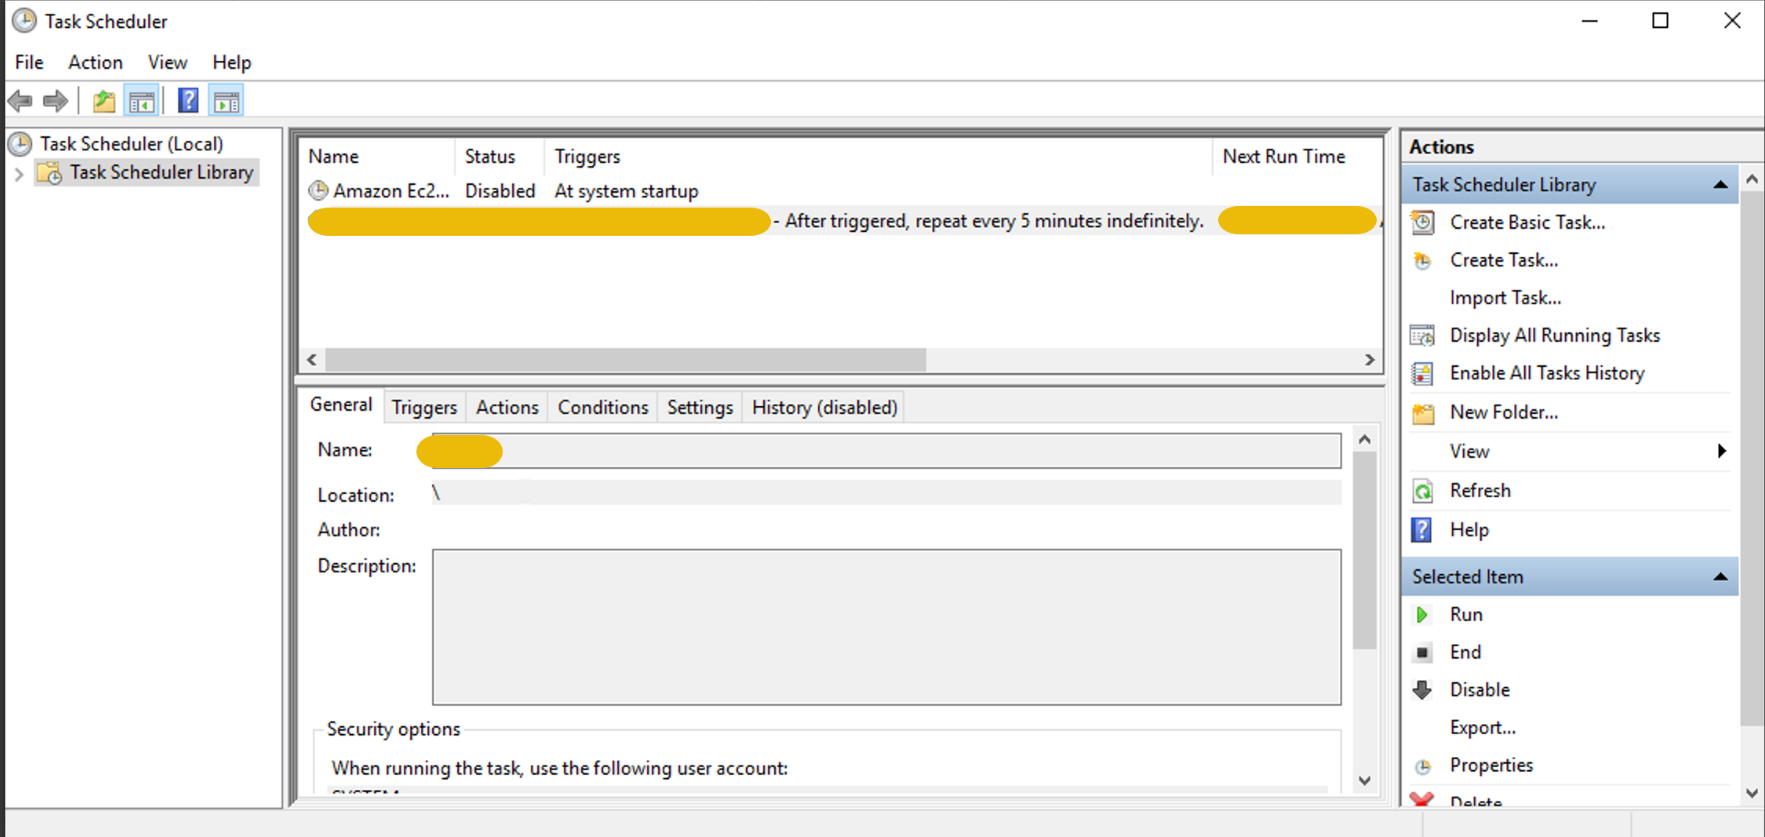 Task Scheduler
File Action View Help
Task Scheduler (Local)
Task Scheduler Library
Name Status Triggers Next Run Time
Amazon Ec2... Disabled At system startup
- After triggered, repeat every 5 minutes indefinitely.
General Triggers Actions Conditions Settings History (disabled)
Name:
Location: \
Author:
Description:
Security options
When running the task, use the following user account:
SYSTEM
Actions
Task Scheduler Library
Create Basic Task...
Create Task...
Import Task...
Display All Running Tasks
Enable All Tasks History
New Folder...
View
Refresh
Help
Selected Item
Run
End
Disable
Export...
Properties
Delete